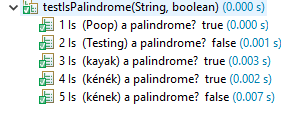 testIsPalindrome(String, boolean) (0.000 s)
1 Is (Poop) a palindrome? true (0.000 s)
2 Is (Testing) a palindrome? false (0.001 s)
3 Is (kayak) a palindrome? true (0.003 s)
4 Is (kénék) a palindrome? true (0.002 s)
5 Is (kének) a palindrome? false (0.007 s)